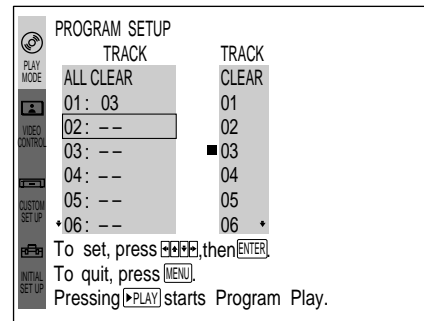 PROGRAM SETUP
TRACK TRACK
PLAY MODE
ALL CLEAR CLEAR
01: 03 01
02: -- 02
VIDEO CONTROL
03: -- 03
04: -- 04
CUSTOM SET UP
05: -- 05
06: -- 06
To set, press ,then ENTER.
INITIAL SET UP
To quit, press MENU.
Pressing PLAY starts Program Play.